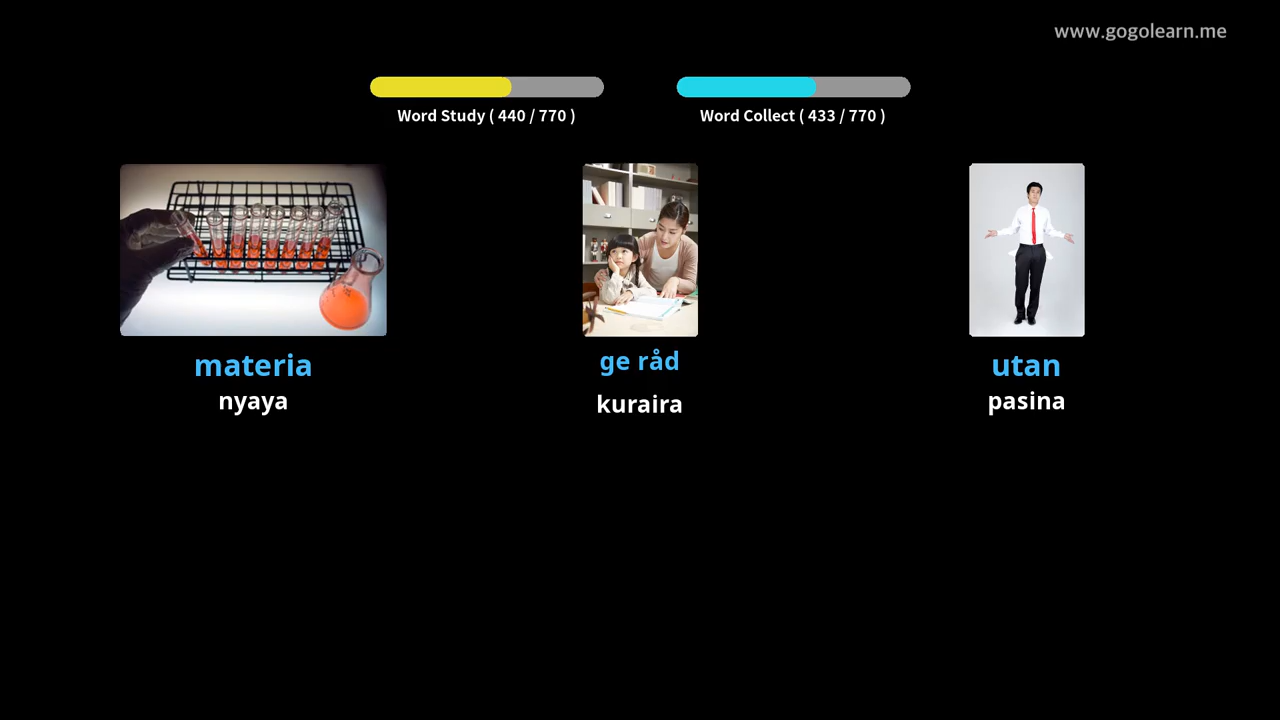 www.gogolearn.me
Word Study ( 440 / 770 )
Word Collect ( 433 / 770 )
materia
nyaya
ge råd
kuraira
utan
pasina